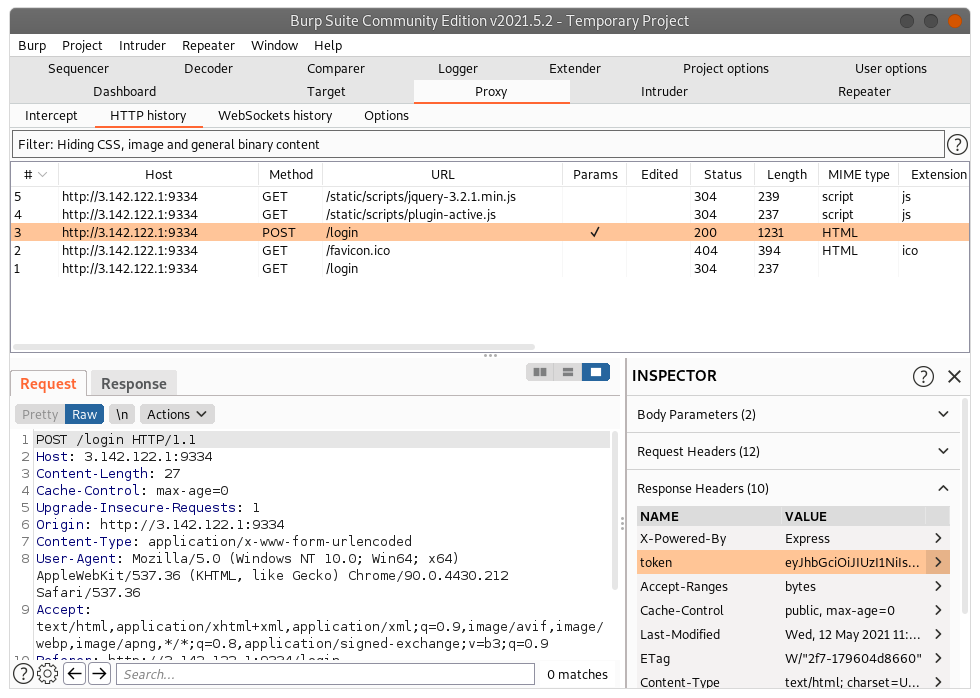 Burp Suite Community Edition v2021.5.2 - Temporary Project
Burp Project Intruder Repeater Window Help
Sequencer Decoder Comparer Logger Extender Project options User options
Dashboard Target Proxy Intruder Repeater
Intercept HTTP history WebSockets history Options
Filter: Hiding CSS, image and general binary content
# Host Method URL Params Edited Status Length MIME type Extension
5 http://3.142.122.1:9334 GET /static/scripts/jquery-3.2.1.min.js 304 239 script js
4 http://3.142.122.1:9334 GET /static/scripts/plugin-active.js 304 237 script js
3 http://3.142.122.1:9334 POST /login ✓ 200 1231 HTML
2 http://3.142.122.1:9334 GET /favicon.ico 404 394 HTML ico
1 http://3.142.122.1:9334 GET /login 304 237
Request Response
Pretty Raw \n Actions
1 POST /login HTTP/1.1
2 Host: 3.142.122.1:9334
3 Content-Length: 27
4 Cache-Control: max-age=0
5 Upgrade-Insecure-Requests: 1
6 Origin: http://3.142.122.1:9334
7 Content-Type: application/x-www-form-urlencoded
8 User-Agent: Mozilla/5.0 (Windows NT 10.0; Win64; x64)
AppleWebKit/537.36 (KHTML, like Gecko) Chrome/90.0.4430.212
Safari/537.36
9 Accept:
text/html,application/xhtml+xml,application/xml;q=0.9,image/avif,image/
webp,image/apng,*/*;q=0.8,application/signed-exchange;v=b3;q=0.9
10 Referer: http://3.142.122.1:9334/login
Search...
0 matches
INSPECTOR
Body Parameters (2)
Request Headers (12)
Response Headers (10)
NAME VALUE
X-Powered-By Express
token eyJhbGciOiJIUzI1NiIs...
Accept-Ranges bytes
Cache-Control public, max-age=0
Last-Modified Wed, 12 May 2021 11:...
ETag W/"2f7-179604d8660"
Content-Type text/html; charset=U...